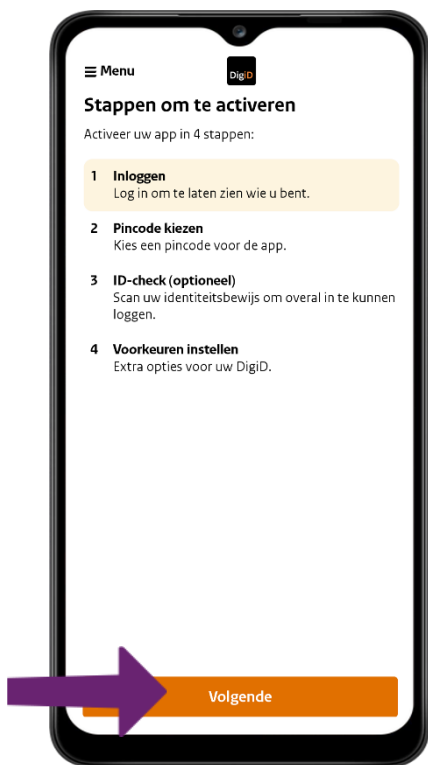 ☰ Menu
DigiD
Stappen om te activeren
Activeer uw app in 4 stappen:
1 Inloggen
Log in om te laten zien wie u bent.
2 Pincode kiezen
Kies een pincode voor de app.
3 ID-check (optioneel)
Scan uw identiteitsbewijs om overal in te kunnen
loggen.
4 Voorkeuren instellen
Extra opties voor uw DigiD.
Volgende